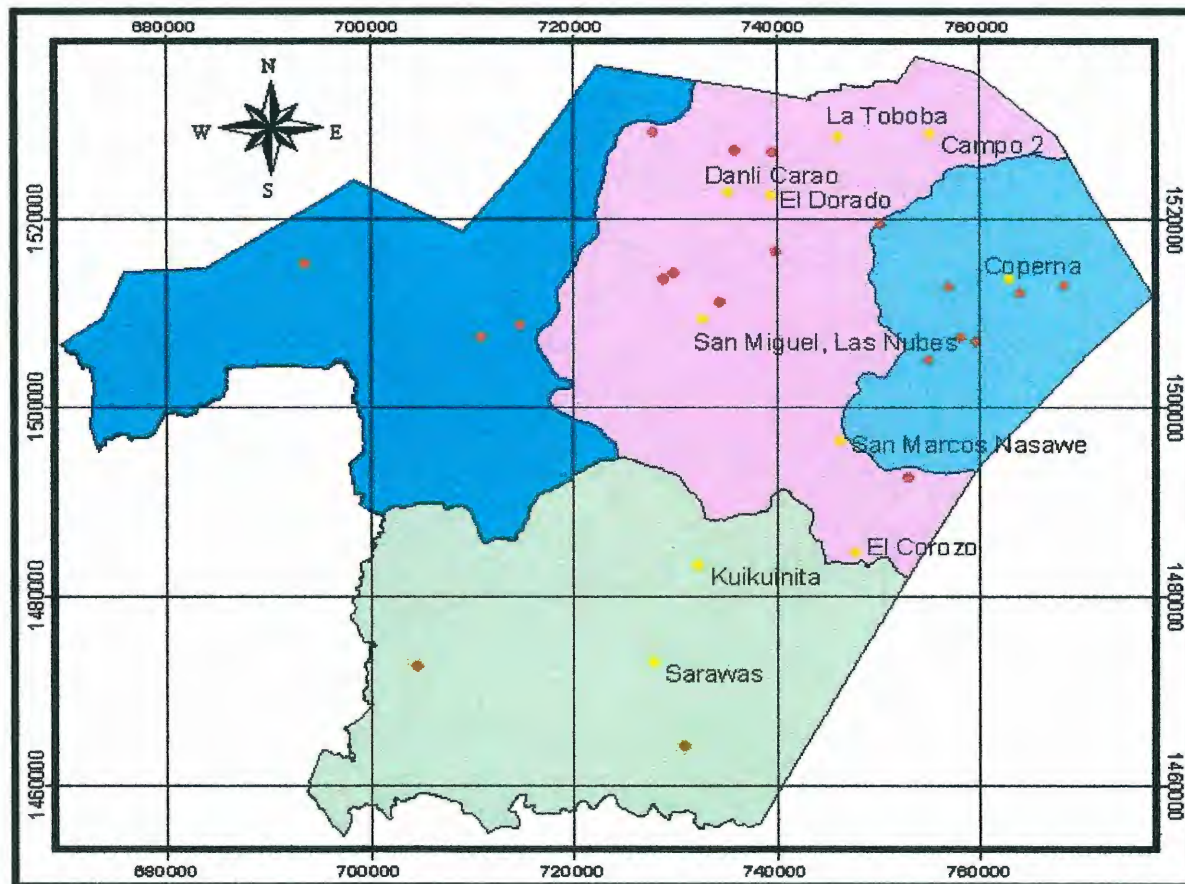 680000 700000 720000 740000 760000
N
W E
S
La Toboba
Campo 2
Danli Carao
El Dorado
1520000 1520000
Coperna
San Miguel, Las Nubes
1500000 1500000
San Marcos Nasawe
El Corozo
Kuikuinita
1480000 1480000
Sarawas
1460000 1460000
680000 700000 720000 740000 760000